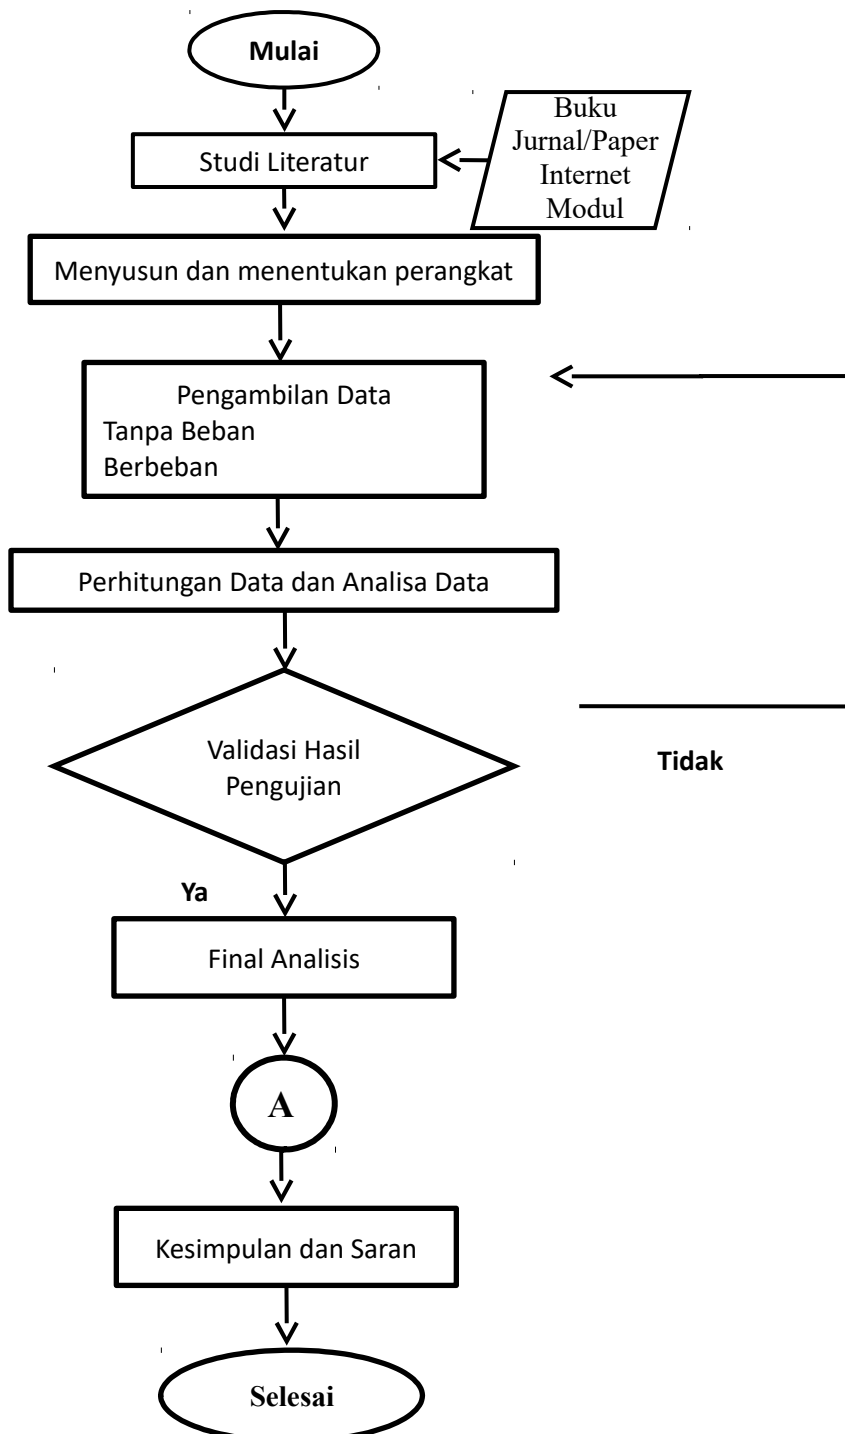 Mulai
Studi Literatur
Buku
Jurnal/Paper
Internet
Modul
Menyusun dan menentukan perangkat
Pengambilan Data
Tanpa Beban
Berbeban
Perhitungan Data dan Analisa Data
Validasi Hasil
Pengujian
Tidak
Ya
Final Analisis
A
Kesimpulan dan Saran
Selesai